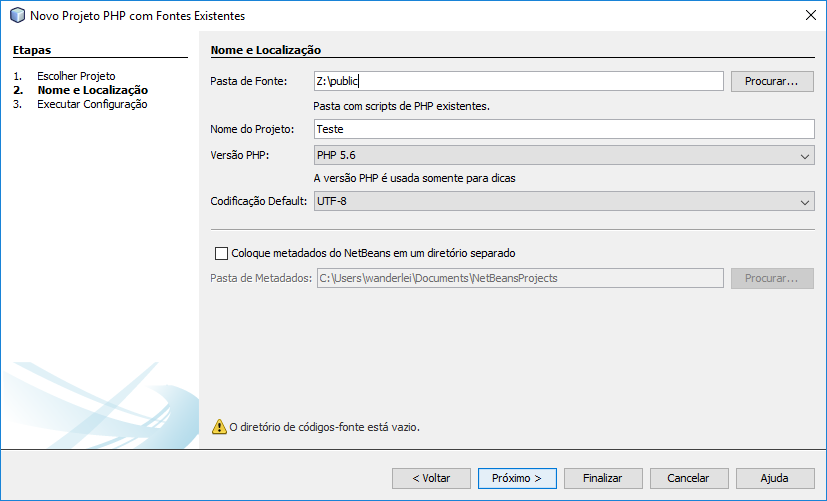 Novo Projeto PHP com Fontes Existentes
Etapas
1. Escolher Projeto
2. Nome e Localização
3. Executar Configuração
Nome e Localização
Pasta de Fonte: Z:\public Procurar...
Pasta com scripts de PHP existentes.
Nome do Projeto: Teste
Versão PHP: PHP 5.6
A versão PHP é usada somente para dicas
Codificação Default: UTF-8
Coloque metadados do NetBeans em um diretório separado
Pasta de Metadados: C:\Users\wanderlei\Documents\NetBeansProjects Procurar...
O diretório de códigos-fonte está vazio.
< Voltar Próximo > Finalizar Cancelar Ajuda